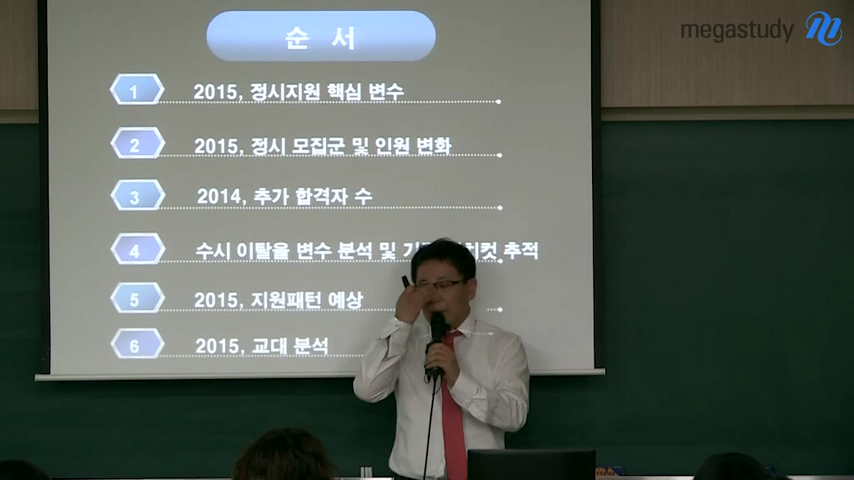 megastudy
순 서
1 2015, 정시지원 핵심 변수
2 2015, 정시 모집군 및 인원 변화
3 2014, 추가 합격자 수
4 수시 이탈율 변수 분석 및 추적
5 2015, 지원패턴 예상
6 2015, 교대 분석